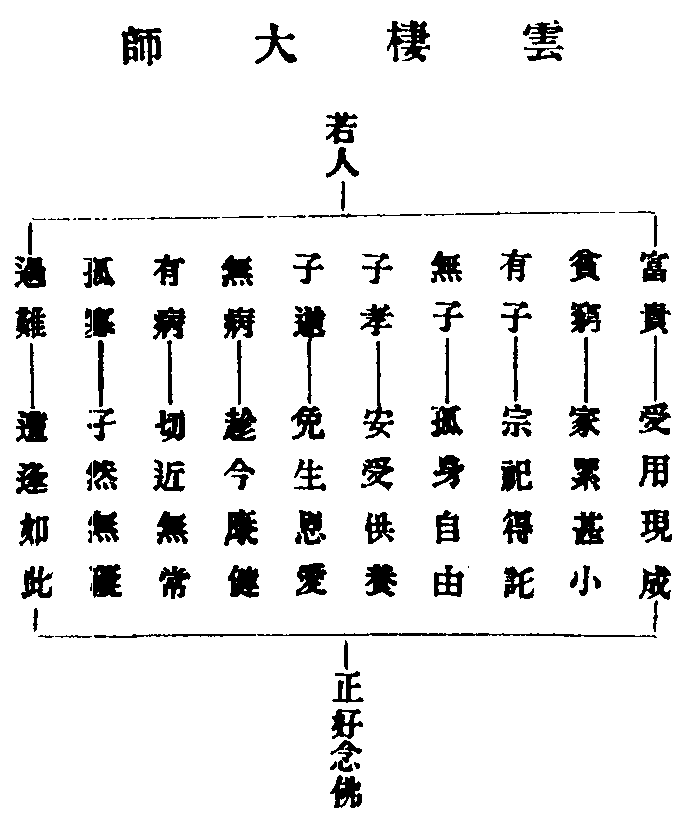 雲棲大師
若人
富貴 受用現成
貧窮 家累甚小
有子 宗祀得託
無子 孤身自由
子孝 安受供養
子逆 免生恩愛
無病 趁今康健
有病 切近無常
孤寡 孑然無礙
遇難 遭逢如此
正好念佛